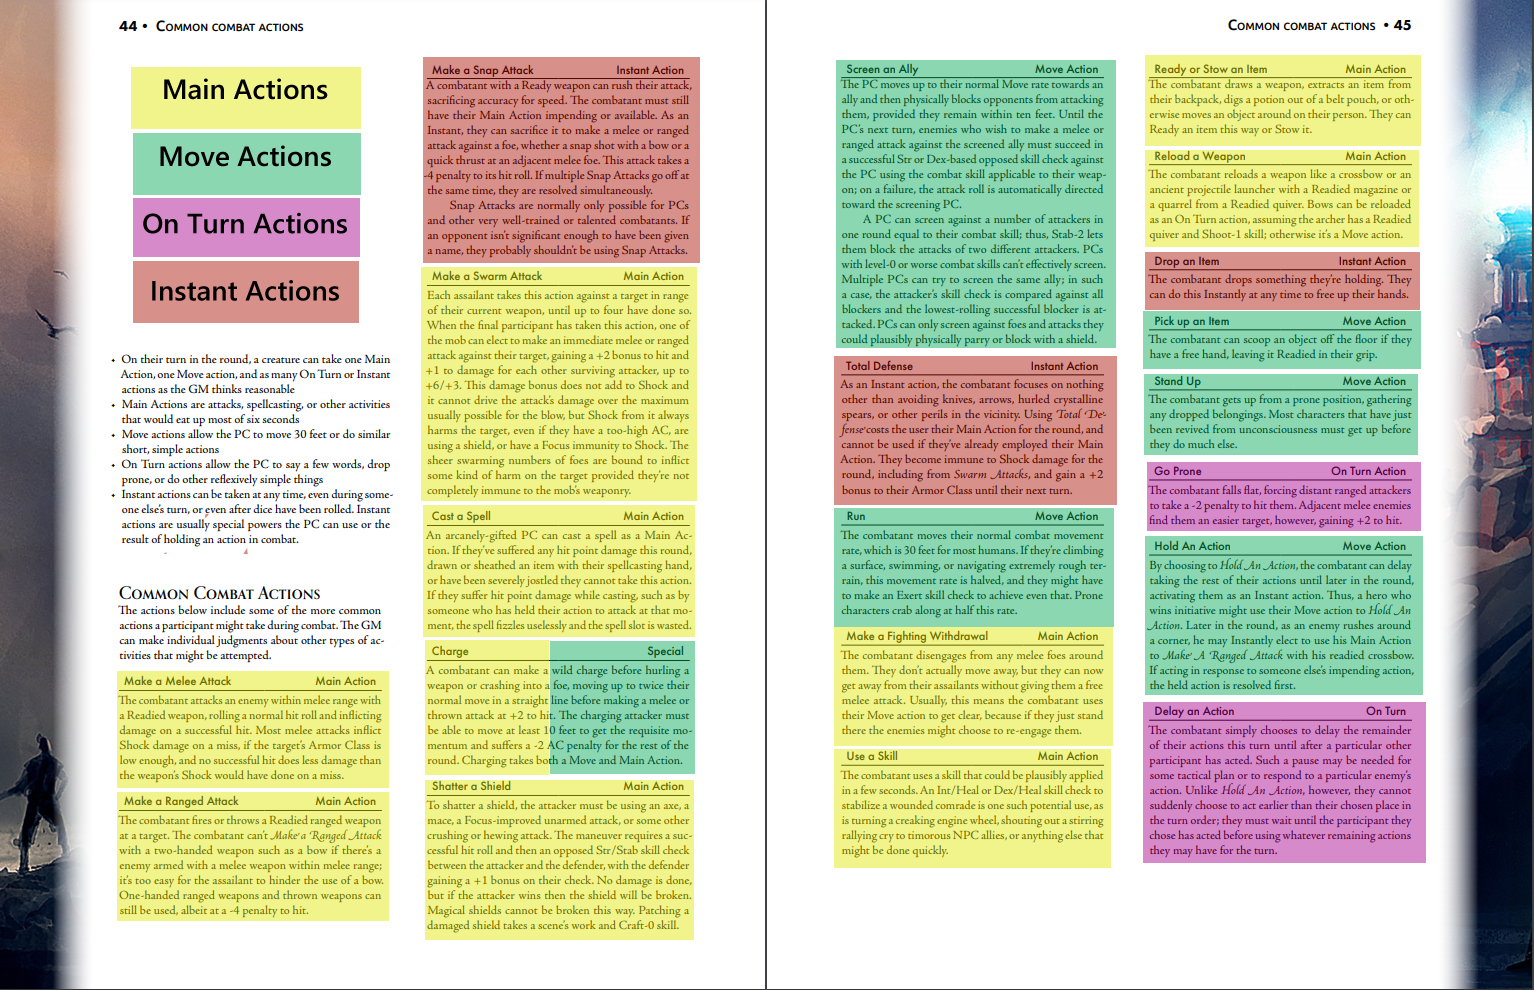 44 • Common combat actions
Main Actions
Move Actions
On Turn Actions
Instant Actions
• On their turn in the round, a creature can take one Main
Action, one Move action, and as many On Turn or Instant
actions as the GM thinks reasonable
• Main Actions are attacks, spellcasting, or other activities
that would eat up most of six seconds
• Move actions allow the PC to move 30 feet or do similar
short, simple actions
• On Turn actions allow the PC to say a few words, drop
prone, or do other reflexively simple things
• Instant actions can be taken at any time, even during some-
one else's turn, or even after dice have been rolled. Instant
actions are usually special powers the PC can use or the
result of holding an action in combat.
Common Combat Actions
The actions below include some of the more common
actions a participant might take during combat. The GM
can make individual judgments about other types of ac-
tivities that might be attempted.
Make a Melee Attack Main Action
The combatant attacks an enemy within melee range with
a Readied weapon, rolling a normal hit roll and inflicting
damage on a successful hit. Most melee attacks inflict
Shock damage on a miss, if the target's Armor Class is
low enough, and no successful hit does less damage than
the weapon's Shock would have done on a miss.
Make a Ranged Attack Main Action
The combatant fires or throws a Readied ranged weapon
at a target. The combatant can't Make a Ranged Attack
with a two-handed weapon such as a bow if there's a
enemy armed with a melee weapon within melee range;
it's too easy for the assailant to hinder the use of a bow.
One-handed ranged weapons and thrown weapons can
still be used, albeit at a -4 penalty to hit.
Make a Snap Attack Instant Action
A combatant with a Ready weapon can rush their attack,
sacrificing accuracy for speed. The combatant must still
have their Main Action impending or available. As an
Instant, they can sacrifice it to make a melee or ranged
attack against a foe, whether a snap shot with a bow or a
quick thrust at an adjacent melee foe. This attack takes a
-4 penalty to its hit roll. If multiple Snap Attacks go off at
the same time, they are resolved simultaneously.
Snap Attacks are normally only possible for PCs
and other very well-trained or talented combatants. If
an opponent isn't significant enough to have been given
a name, they probably shouldn't be using Snap Attacks.
Make a Swarm Attack Main Action
Each assailant takes this action against a target in range
of their current weapon, until up to four have done so.
When the final participant has taken this action, one of
the mob can elect to make an immediate melee or ranged
attack against their target, gaining a +2 bonus to hit and
+1 to damage for each other surviving attacker, up to
+6/+3. This damage bonus does not add to Shock and
it cannot drive the attack's damage over the maximum
usually possible for the blow, but Shock from it always
harms the target, even if they have a too-high AC, are
using a shield, or have a Focus immunity to Shock. The
sheer swarming numbers of foes are bound to inflict
some kind of harm on the target provided they're not
completely immune to the mob's weaponry.
Cast a Spell Main Action
An arcanely-gifted PC can cast a spell as a Main Ac-
tion. If they've suffered any hit point damage this round,
drawn or sheathed an item with their spellcasting hand,
or have been severely jostled they cannot take this action.
If they suffer hit point damage while casting, such as by
someone who has held their action to attack at that mo-
ment, the spell fizzles uselessly and the spell slot is wasted.
Charge Special
A combatant can make a wild charge before hurling a
weapon or crashing into a foe, moving up to twice their
normal move in a straight line before making a melee or
thrown attack at +2 to hit. The charging attacker must
be able to move at least 10 feet to get the requisite mo-
mentum and suffers a -2 AC penalty for the rest of the
round. Charging takes both a Move and Main Action.
Shatter a Shield Main Action
To shatter a shield, the attacker must be using an axe, a
mace, a Focus-improved unarmed attack, or some other
crushing or hewing attack. The maneuver requires a suc-
cessful hit roll and then an opposed Str/Stab skill check
between the attacker and the defender, with the defender
gaining a +1 bonus on their check. No damage is done,
but if the attacker wins then the shield will be broken.
Magical shields cannot be broken this way. Patching a
damaged shield takes a scene's work and Craft-0 skill.
Common combat actions • 45
Screen an Ally Move Action
The PC moves up to their normal Move rate towards an
ally and then physically blocks opponents from attacking
them, provided they remain within ten feet. Until the
PC's next turn, enemies who wish to make a melee or
ranged attack against the screened ally must succeed in
a successful Str or Dex-based opposed skill check against
the PC using the combat skill applicable to their weap-
on; on a failure, the attack roll is automatically directed
toward the screening PC.
A PC can screen against a number of attackers in
one round equal to their combat skill; thus, Stab-2 lets
them block the attacks of two different attackers. PCs
with level-0 or worse combat skills can't effectively screen.
Multiple PCs can try to screen the same ally; in such
a case, the attacker's skill check is compared against all
blockers and the lowest-rolling successful blocker is at-
tacked. PCs can only screen against foes and attacks they
could plausibly physically parry or block with a shield.
Total Defense Instant Action
As an Instant action, the combatant focuses on nothing
other than avoiding knives, arrows, hurled crystalline
spears, or other perils in the vicinity. Using Total De-
fense costs the user their Main Action for the round, and
cannot be used if they've already employed their Main
Action. They become immune to Shock damage for the
round, including from Swarm Attacks, and gain a +2
bonus to their Armor Class until their next turn.
Run Move Action
The combatant moves their normal combat movement
rate, which is 30 feet for most humans. If they're climbing
a surface, swimming, or navigating extremely rough ter-
rain, this movement rate is halved, and they might have
to make an Exert skill check to achieve even that. Prone
characters crab along at half this rate.
Make a Fighting Withdrawal Main Action
The combatant disengages from any melee foes around
them. They don't actually move away, but they can now
get away from their assailants without giving them a free
melee attack. Usually, this means the combatant uses
their Move action to get clear, because if they just stand
there the enemies might choose to re-engage them.
Use a Skill Main Action
The combatant uses a skill that could be plausibly applied
in a few seconds. An Int/Heal or Dex/Heal skill check to
stabilize a wounded comrade is one such potential use, as
is turning a creaking engine wheel, shouting out a stirring
rallying cry to timorous NPC allies, or anything else that
might be done quickly.
Ready or Stow an Item Main Action
The combatant draws a weapon, extracts an item from
their backpack, digs a potion out of a belt pouch, or oth-
erwise moves an object around on their person. They can
Ready an item this way or Stow it.
Reload a Weapon Main Action
The combatant reloads a weapon like a crossbow or an
ancient projectile launcher with a Readied magazine or
a quarrel from a Readied quiver. Bows can be reloaded
as an On Turn action, assuming the archer has a Readied
quiver and Shoot-1 skill; otherwise it's a Move action.
Drop an Item Instant Action
The combatant drops something they're holding. They
can do this Instantly at any time to free up their hands.
Pick up an Item Move Action
The combatant can scoop an object off the floor if they
have a free hand, leaving it Readied in their grip.
Stand Up Move Action
The combatant gets up from a prone position, gathering
any dropped belongings. Most characters that have just
been revived from unconsciousness must get up before
they do much else.
Go Prone On Turn Action
The combatant falls flat, forcing distant ranged attackers
to take a -2 penalty to hit them. Adjacent melee enemies
find them an easier target, however, gaining +2 to hit.
Hold An Action Move Action
By choosing to Hold An Action, the combatant can delay
taking the rest of their actions until later in the round,
activating them as an Instant action. Thus, a hero who
wins initiative might use their Move action to Hold An
Action. Later in the round, as an enemy rushes around
a corner, he may Instantly elect to use his Main Action
to Make A Ranged Attack with his readied crossbow.
If acting in response to someone else's impending action,
the held action is resolved first.
Delay an Action On Turn
The combatant simply chooses to delay the remainder
of their actions this turn until after a particular other
participant has acted. Such a pause may be needed for
some tactical plan or to respond to a particular enemy's
action. Unlike Hold An Action, however, they cannot
suddenly choose to act earlier than their chosen place in
the turn order; they must wait until the participant they
chose has acted before using whatever remaining actions
they may have for the turn.